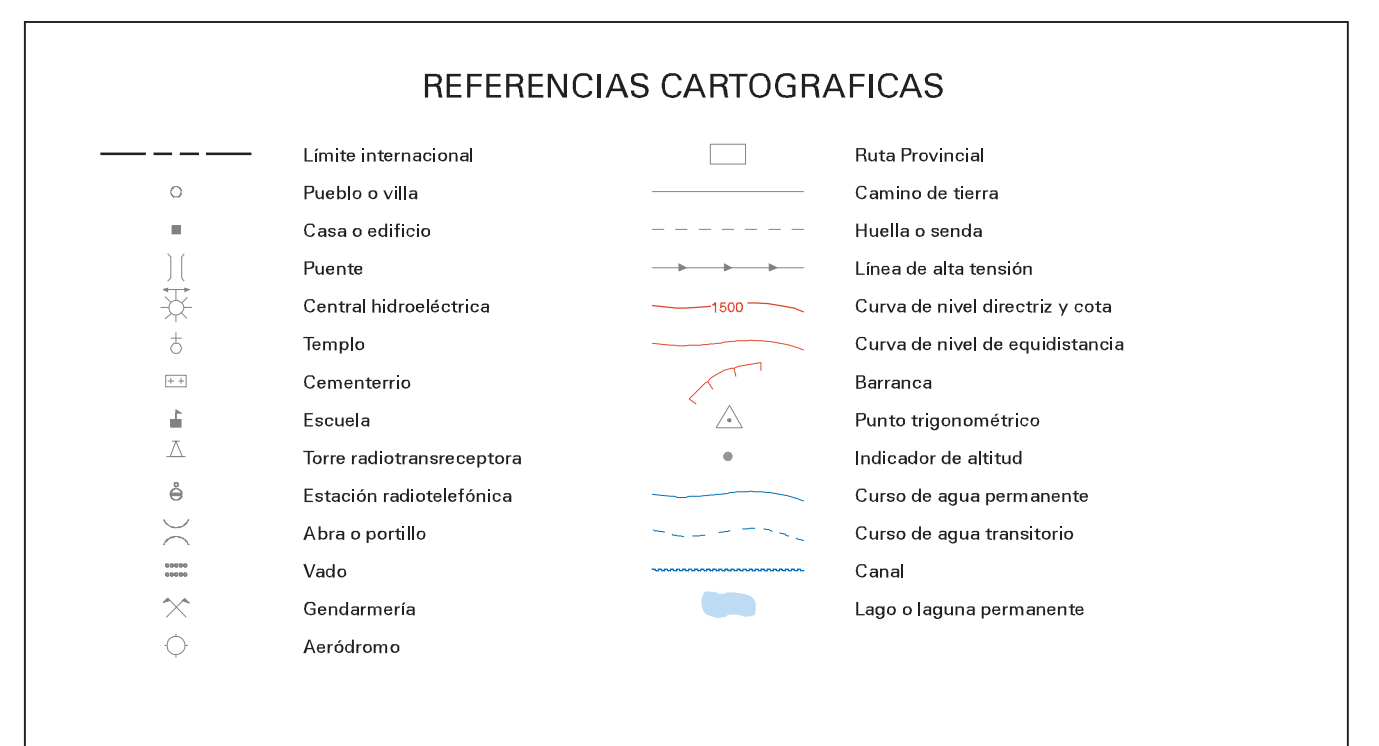 REFERENCIAS CARTOGRAFICAS
Límite internacional
Pueblo o villa
Casa o edificio
Puente
Central hidroeléctrica
Templo
Cementerrio
Escuela
Torre radiotransreceptora
Estación radiotelefónica
Abra o portillo
Vado
Gendarmería
Aeródromo
Ruta Provincial
Camino de tierra
Huella o senda
Línea de alta tensión
1500 Curva de nivel directriz y cota
Curva de nivel de equidistancia
Barranca
Punto trigonométrico
Indicador de altitud
Curso de agua permanente
Curso de agua transitorio
Canal
Lago o laguna permanente